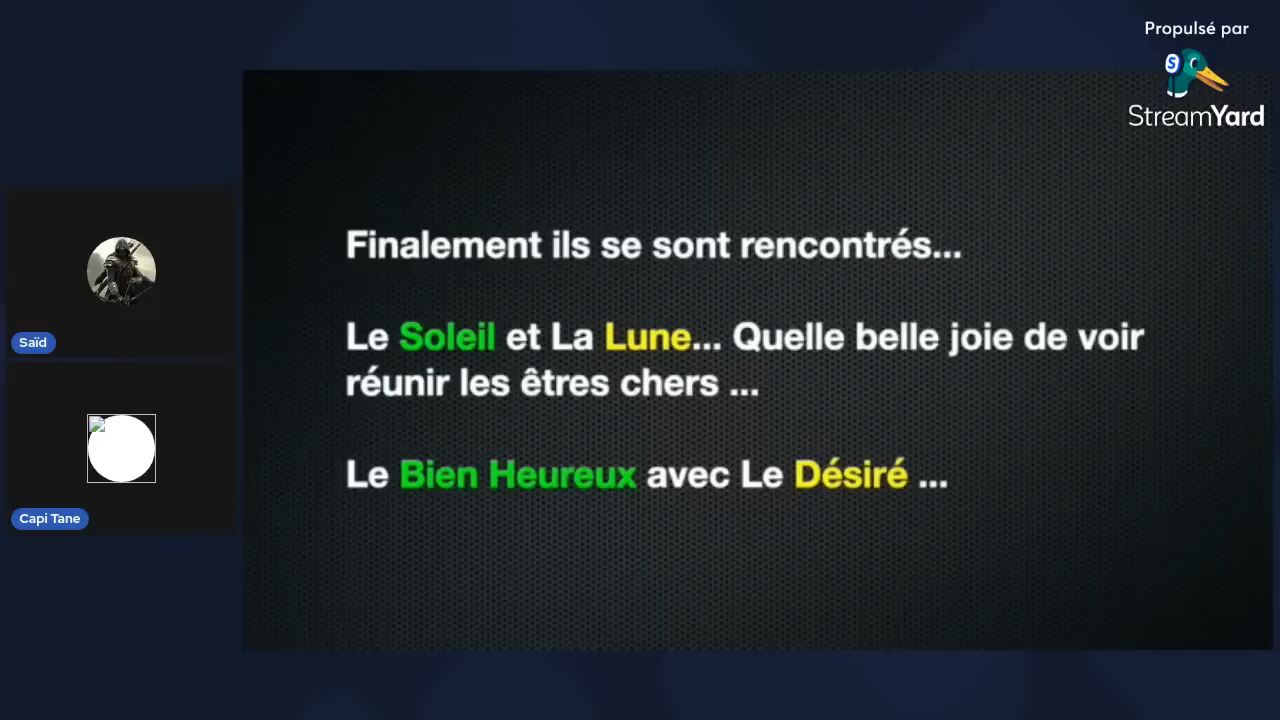 Propulsé par
StreamYard
Finalement ils se sont rencontrés...
Le Soleil et La Lune... Quelle belle joie de voir
réunir les êtres chers ...
Le Bien Heureux avec Le Désiré ...
Saïd
Capi Tane